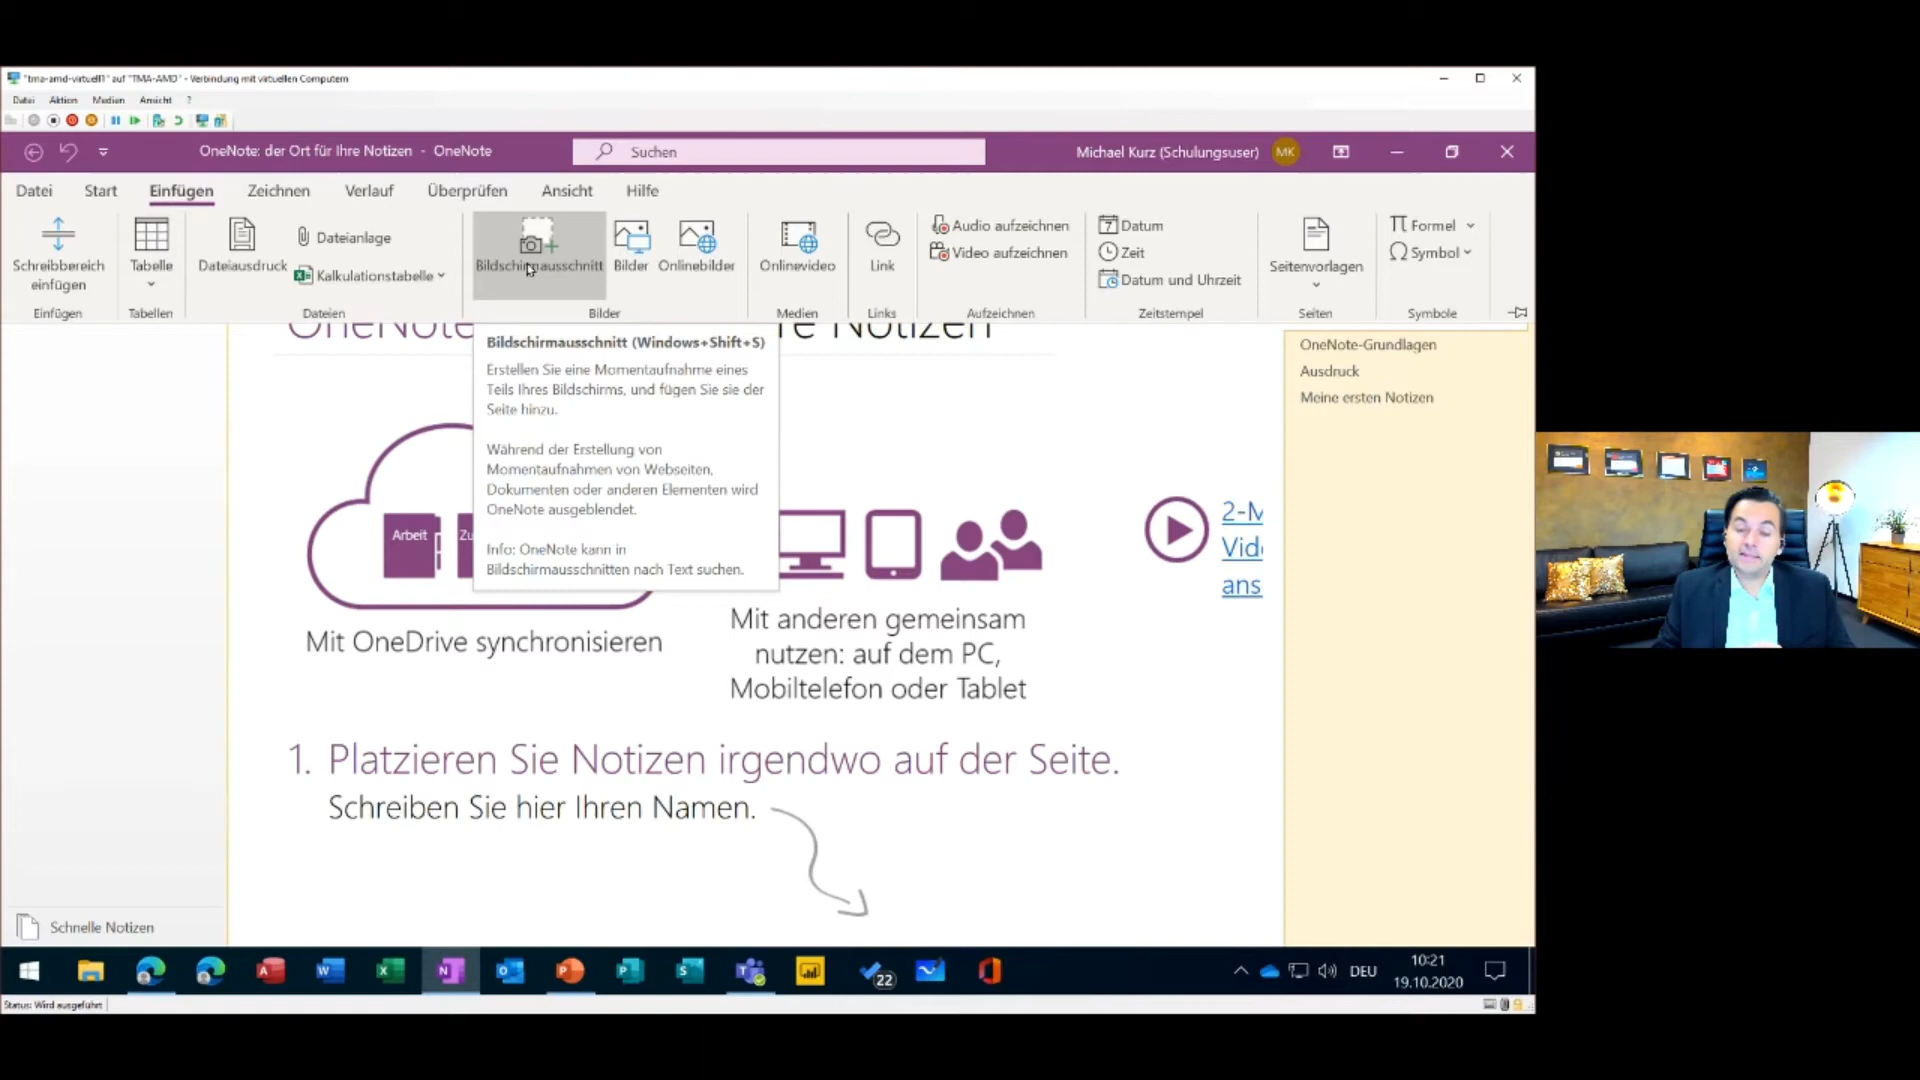 "tma-amd-virtuell1" auf "TMA-AMD" - Verbindung mit virtuellen Computern
Datei Aktion Medien Ansicht ?
OneNote: der Ort für Ihre Notizen - OneNote
Suchen
Michael Kurz (Schulungsuser)
MK
Datei Start Einfügen Zeichnen Verlauf Überprüfen Ansicht Hilfe
Schreibbereich
einfügen
Einfügen
Tabelle
Tabellen
Dateiausdruck
Dateianlage
Kalkulationstabelle
Dateien
Bildschirmausschnitt
Bilder
Onlinebilder
Bilder
Onlinevideo
Medien
Link
Links
Audio aufzeichnen
Video aufzeichnen
Aufzeichnen
Datum
Zeit
Datum und Uhrzeit
Zeitstempel
Seitenvorlagen
Seiten
Formel
Symbol
Symbole
OneNote re Notizen
Bildschirmausschnitt (Windows+Shift+S)
Erstellen Sie eine Momentaufnahme eines
Teils Ihres Bildschirms, und fügen Sie sie der
Seite hinzu.
Während der Erstellung von
Momentaufnahmen von Webseiten,
Dokumenten oder anderen Elementen wird
OneNote ausgeblendet.
Info: OneNote kann in
Bildschirmausschnitten nach Text suchen.
OneNote-Grundlagen
Ausdruck
Meine ersten Notizen
Arbeit
Zu
2-M
Vid
ans
Mit OneDrive synchronisieren
Mit anderen gemeinsam
nutzen: auf dem PC,
Mobiltelefon oder Tablet
1. Platzieren Sie Notizen irgendwo auf der Seite.
Schreiben Sie hier Ihren Namen.
Schnelle Notizen
22
DEU
10:21
19.10.2020
Status: Wird ausgeführt